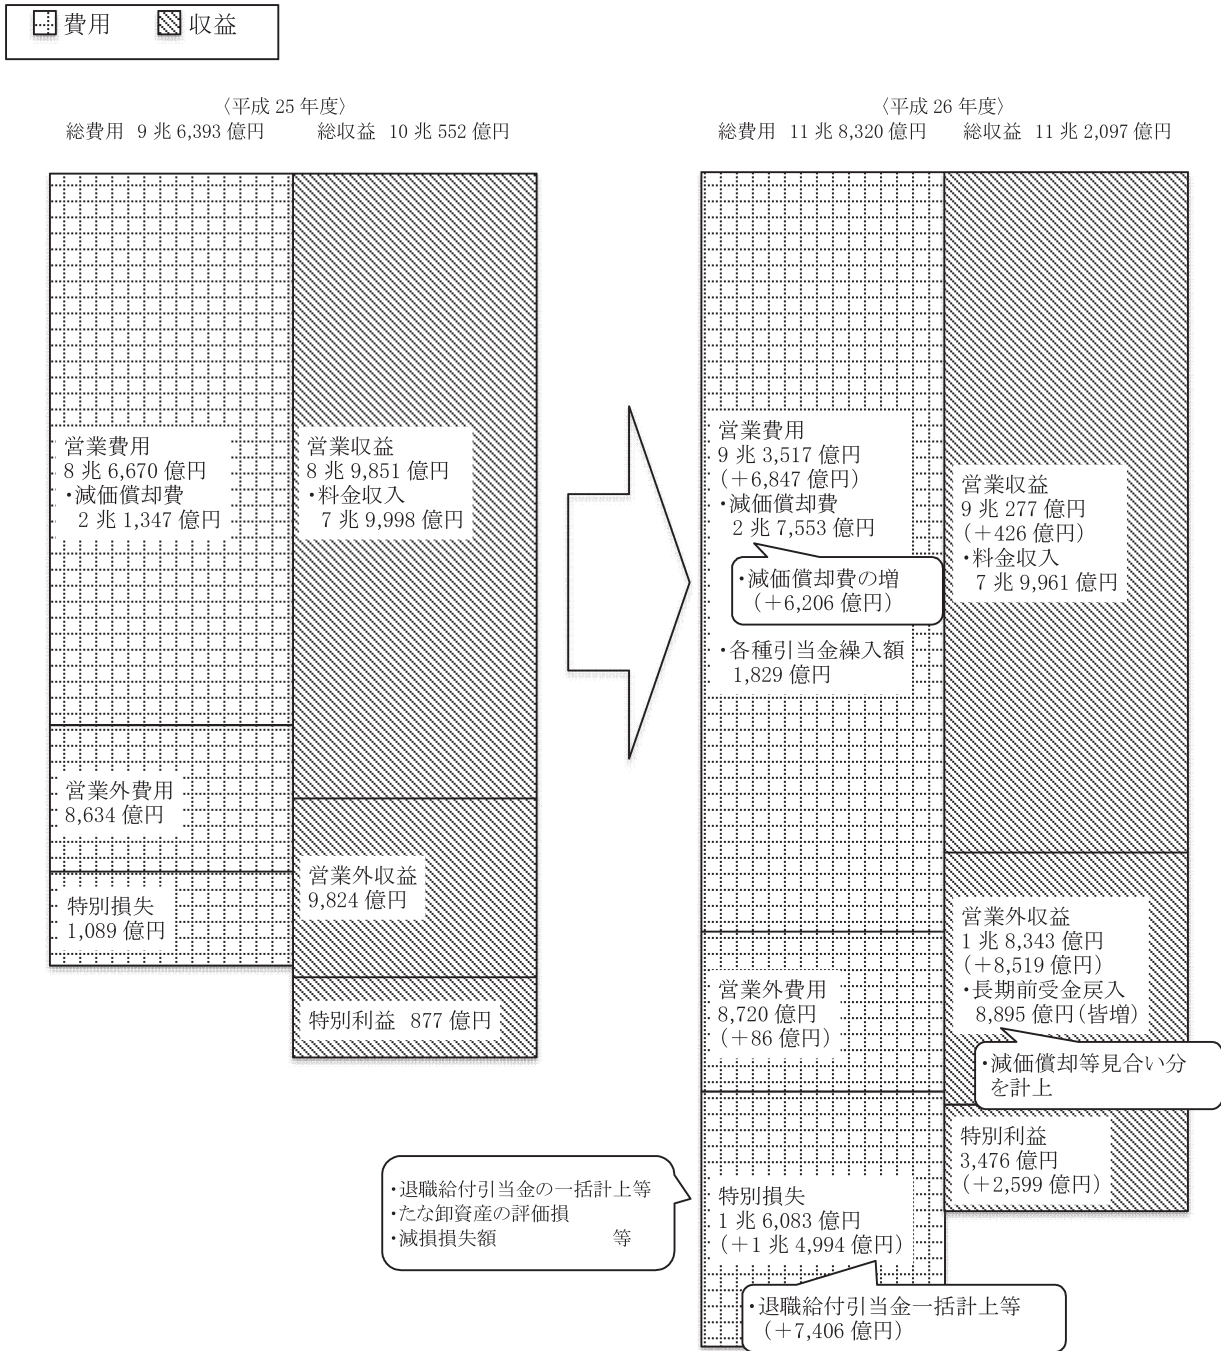 費用 収益
〈平成 25 年度〉
総費用 9 兆 6,393 億円 総収益 10 兆 552 億円
営業費用
8 兆 6,670 億円
・減価償却費
2 兆 1,347 億円
営業外費用
8,634 億円
特別損失
1,089 億円
営業収益
8 兆 9,851 億円
・料金収入
7 兆 9,998 億円
営業外収益
9,824 億円
特別利益 877 億円
〈平成 26 年度〉
総費用 11 兆 8,320 億円 総収益 11 兆 2,097 億円
営業費用
9 兆 3,517 億円
(+6,847 億円)
・減価償却費
2 兆 7,553 億円
・減価償却費の増
(+6,206 億円)
・各種引当金繰入額
1,829 億円
営業外費用
8,720 億円
(+86 億円)
特別損失
1 兆 6,083 億円
(+1 兆 4,994 億円)
・退職給付引当金の一括計上等
・たな卸資産の評価損
・減損損失額 等
・退職給付引当金一括計上等
(+7,406 億円)
営業収益
9 兆 277 億円
(+426 億円)
・料金収入
7 兆 9,961 億円
営業外収益
1 兆 8,343 億円
(+8,519 億円)
・長期前受金戻入
8,895 億円(皆増)
・減価償却等見合い分
を計上
特別利益
3,476 億円
(+2,599 億円)